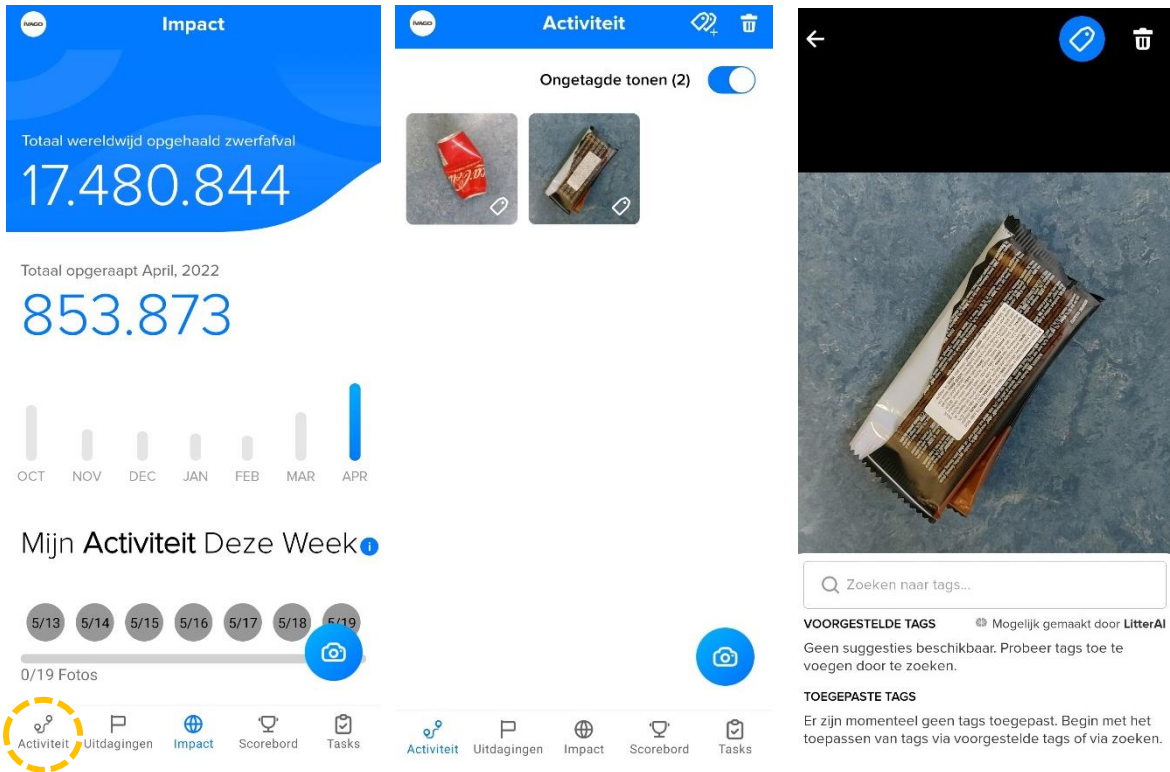 IVAGO
Impact
Totaal wereldwijd opgehaald zwerfafval
17.480.844
Totaal opgeraapt April, 2022
853.873
OCT NOV DEC JAN FEB MAR APR
Mijn Activiteit Deze Week
5/13 5/14 5/15 5/16 5/17 5/18 5/19
0/19 Fotos
Activiteit Uitdagingen Impact Scorebord Tasks
IVAGO
Activiteit
Ongetagde tonen (2)
Activiteit Uitdagingen Impact Scorebord Tasks
Zoeken naar tags...
VOORGESTELDE TAGS Mogelijk gemaakt door LitterAI
Geen suggesties beschikbaar. Probeer tags toe te
voegen door te zoeken.
TOEGEPASTE TAGS
Er zijn momenteel geen tags toegepast. Begin met het
toepassen van tags via voorgestelde tags of via zoeken.